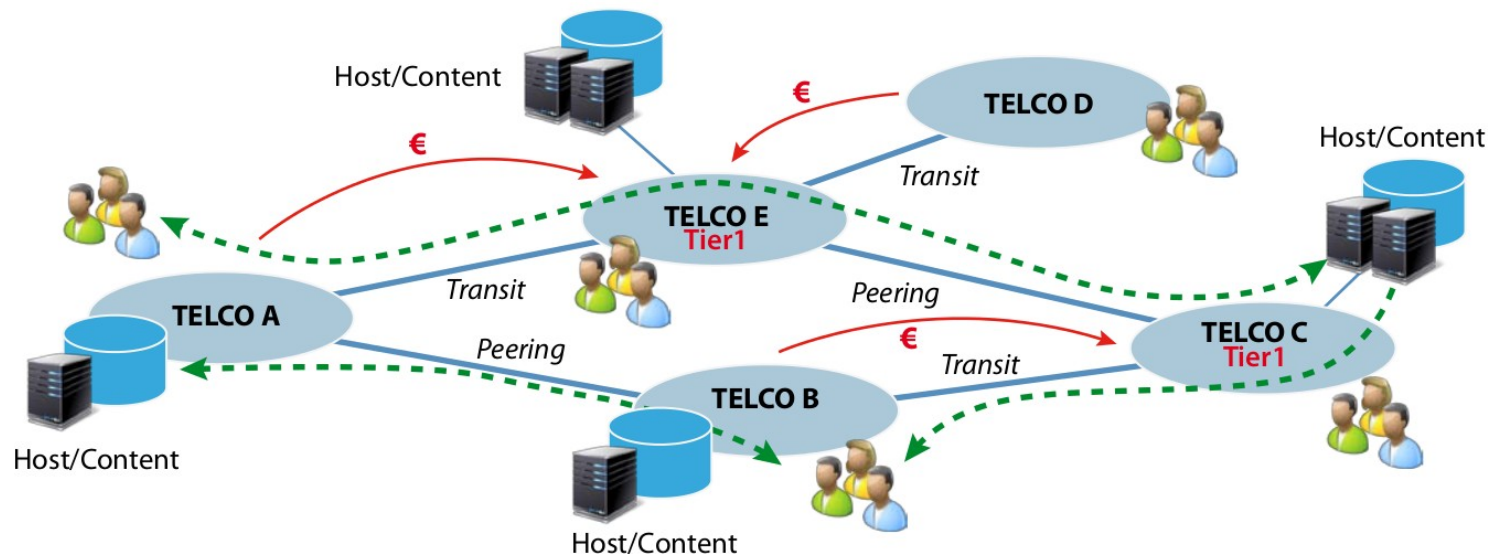 Host/Content
€
TELCO D
€
Host/Content
Transit
TELCO E
Tier1
Transit
Peering
TELCO A
TELCO C
Tier1
Peering
€
Transit
TELCO B
Host/Content
Host/Content